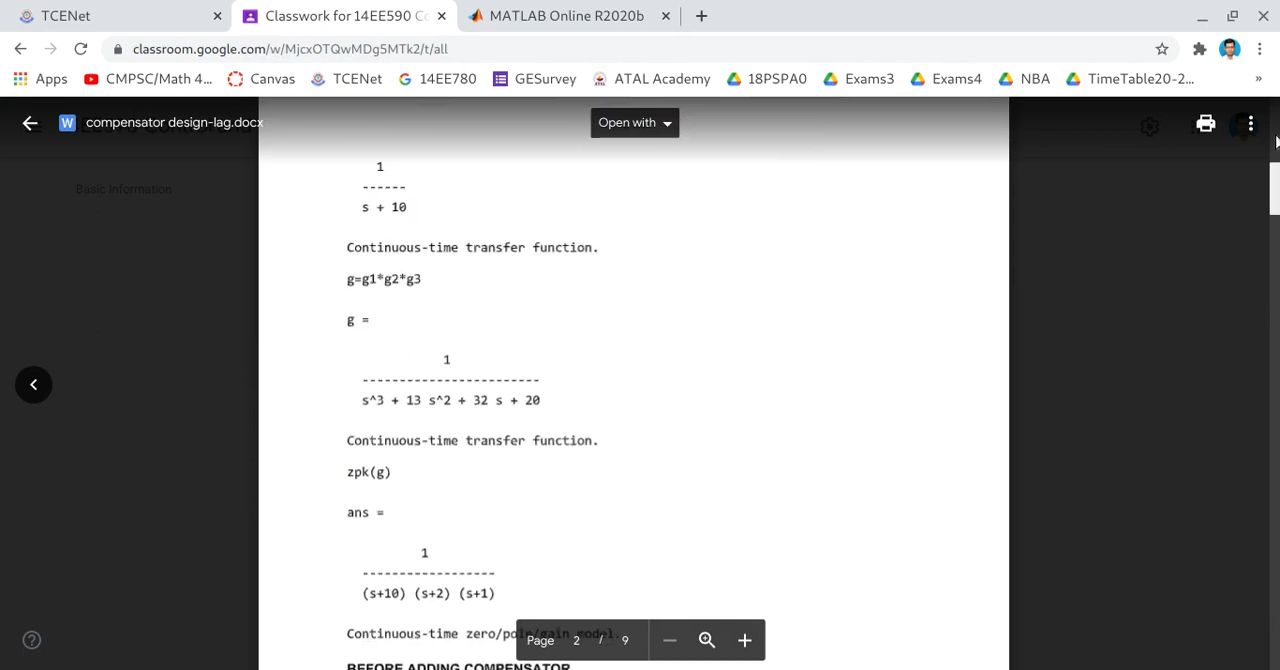 TCENet
Classwork for 14EE590 Co
MATLAB Online R2020b
classroom.google.com/w/MjcxOTQwMDg5MTk2/t/all
Apps CMPSC/Math 4... Canvas TCENet 14EE780 GESurvey ATAL Academy 18PSPA0 Exams3 Exams4 NBA TimeTable20-2... »
W compensator design-lag.docx
Open with
Basic Information
1
------
s + 10
Continuous-time transfer function.
g=g1*g2*g3
g =
1
------------------------
s^3 + 13 s^2 + 32 s + 20
Continuous-time transfer function.
zpk(g)
ans =
1
------------------
(s+10) (s+2) (s+1)
Continuous-time zero/pole/gain model.
Page 2 / 9
BEFORE ADDING COMPENSATOR